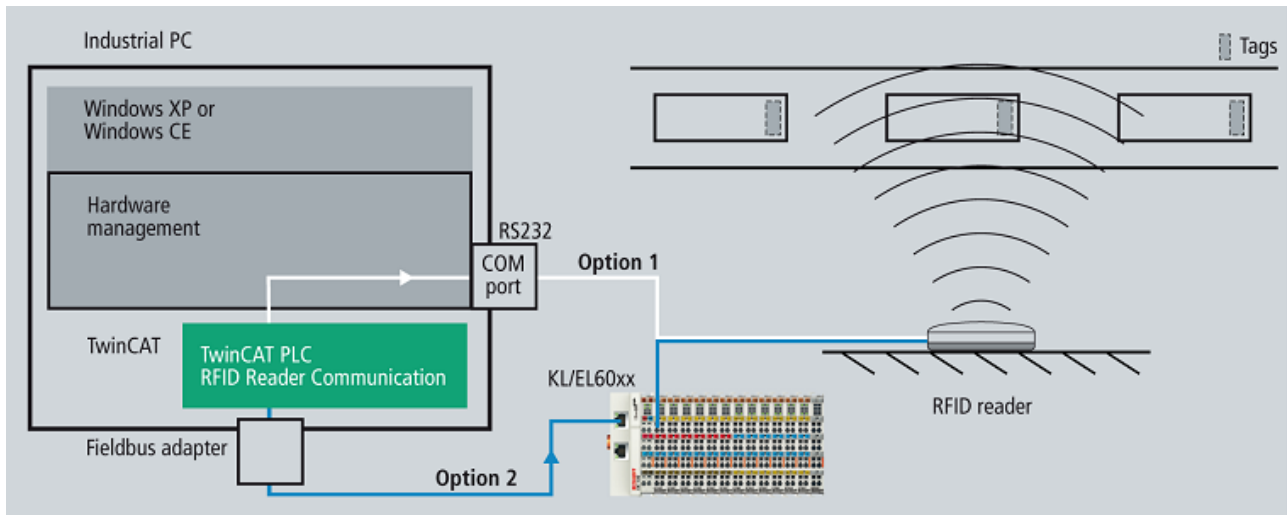 Industrial PC
Tags
Windows XP or
Windows CE
Hardware
management
RS232
COM
port
Option 1
TwinCAT
TwinCAT PLC
RFID Reader Communication
KL/EL60xx
RFID reader
Fieldbus adapter
Option 2